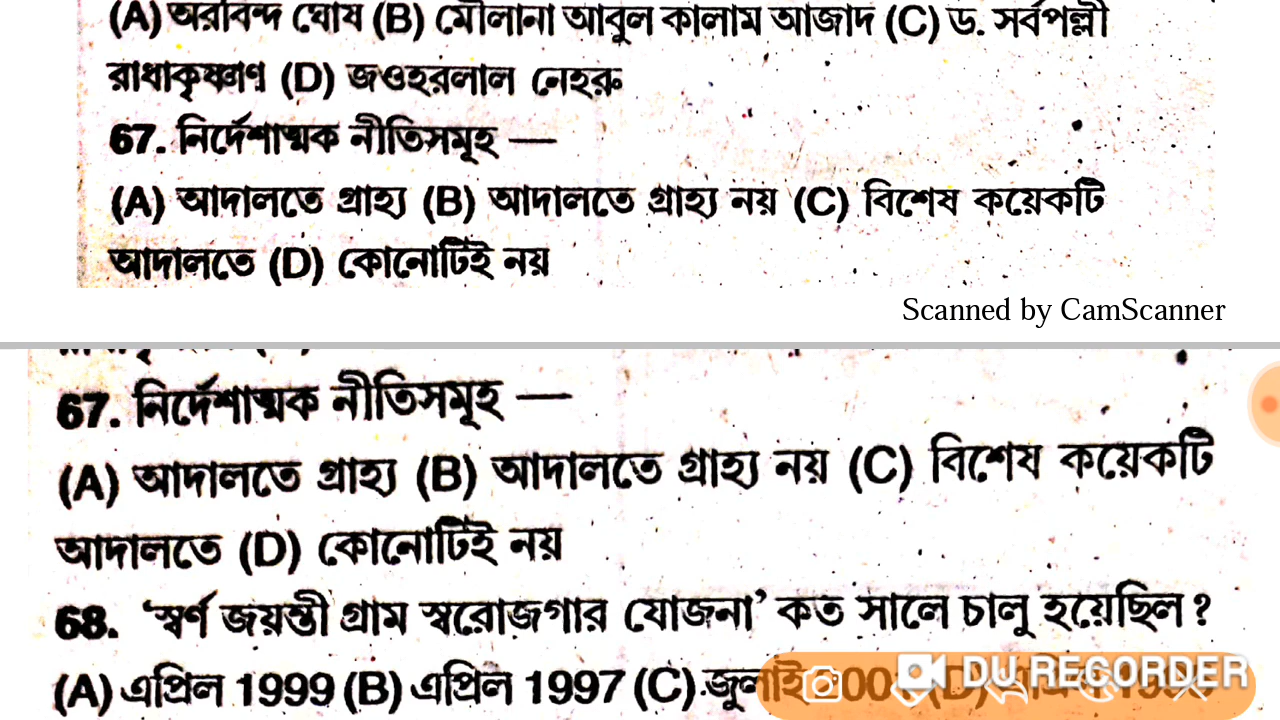 (A) অরবিন্দ ঘোষ (B) মৌলানা আবুল কালাম আজাদ (C) ড. সর্বপল্লী
রাধাকৃষ্ণাণ (D) জওহরলাল নেহরু
67. নির্দেশাত্মক নীতিসমূহ —
(A) আদালতে গ্রাহ্য (B) আদালতে গ্রাহ্য নয় (C) বিশেষ কয়েকটি
আদালতে (D) কোনোটিই নয়
Scanned by CamScanner
67. নির্দেশাত্মক নীতিসমূহ —
(A) আদালতে গ্রাহ্য (B) আদালতে গ্রাহ্য নয় (C) বিশেষ কয়েকটি
আদালতে (D) কোনোটিই নয়
68. ‘স্বর্ণ জয়ন্তী গ্রাম স্বরোজগার যোজনা’ কত সালে চালু হয়েছিল ?
(A) এপ্রিল 1999 (B) এপ্রিল 1997 (C) জুলাই (D)
DU RECORDER